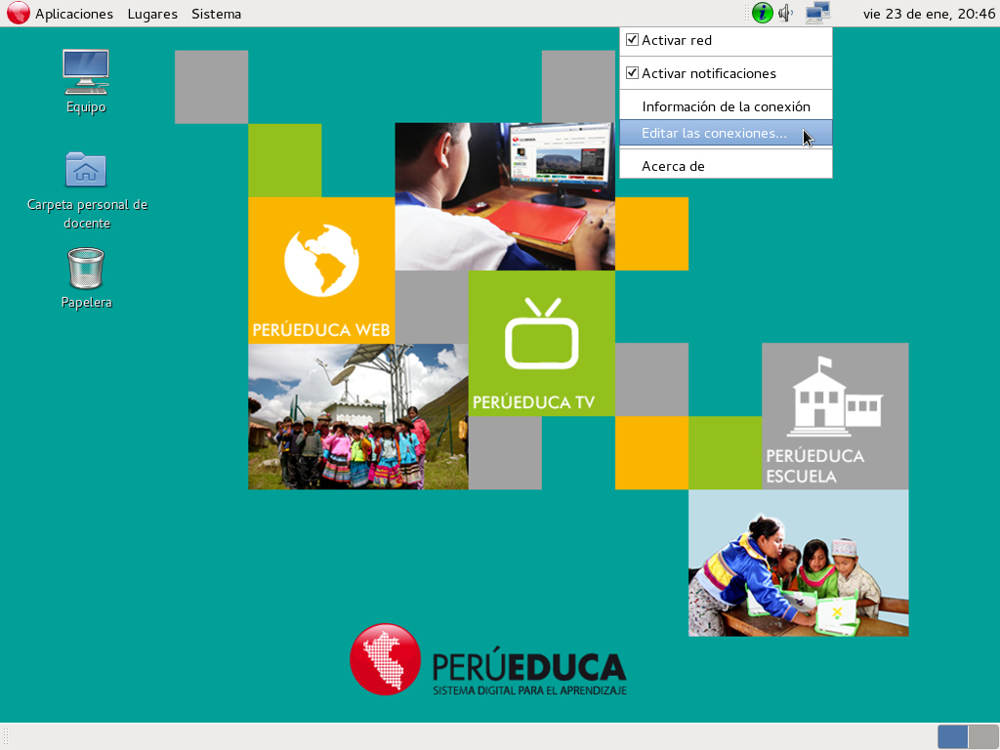 Aplicaciones Lugares Sistema
vie 23 de ene, 20:46
Activar red
Activar notificaciones
Información de la conexión
Editar las conexiones...
Acerca de
Equipo
Carpeta personal de
docente
Papelera
PERÚEDUCA WEB
PERÚEDUCA TV
PERÚEDUCA
ESCUELA
PERÚEDUCA
SISTEMA DIGITAL PARA EL APRENDIZAJE